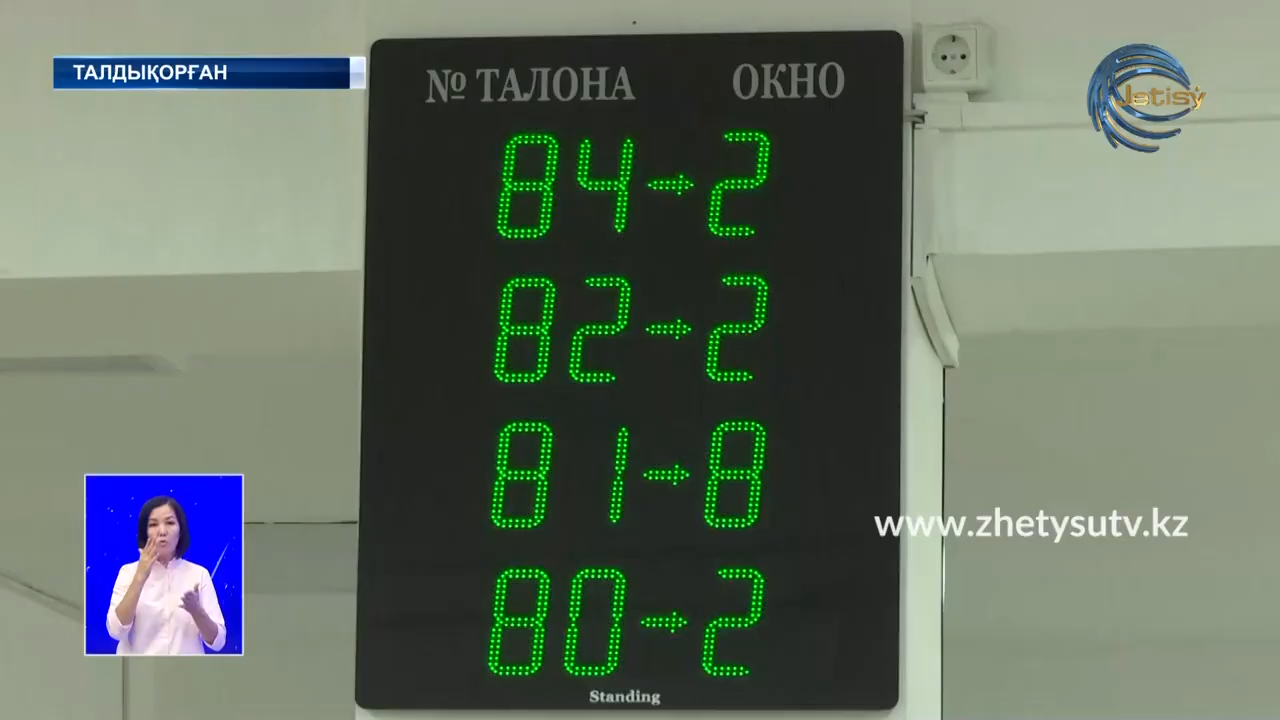 ТАЛДЫҚОРҒАН
Jetisý
№ ТАЛОНА ОКНО
84→2
82→2
81→8
80→2
Standing
www.zhetysutv.kz